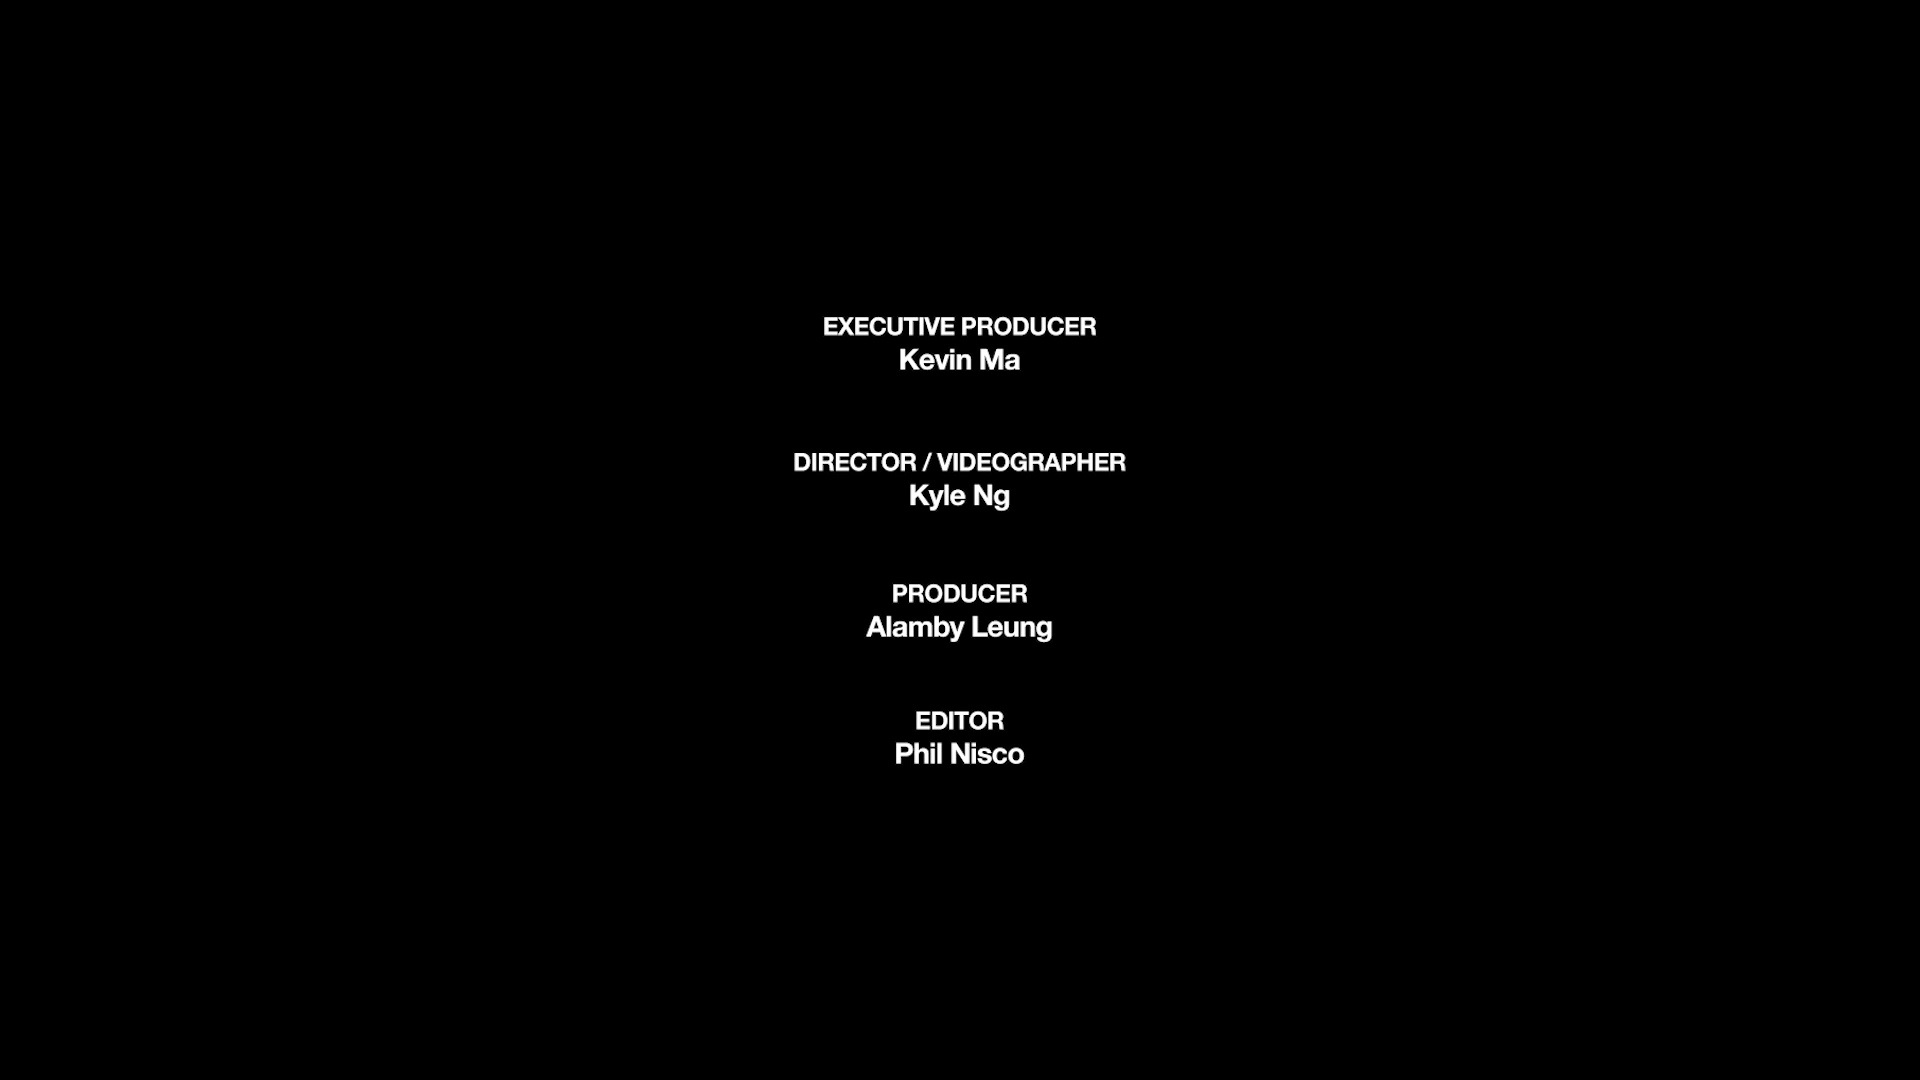 EXECUTIVE PRODUCER
Kevin Ma
DIRECTOR / VIDEOGRAPHER
Kyle Ng
PRODUCER
Alamby Leung
EDITOR
Phil Nisco